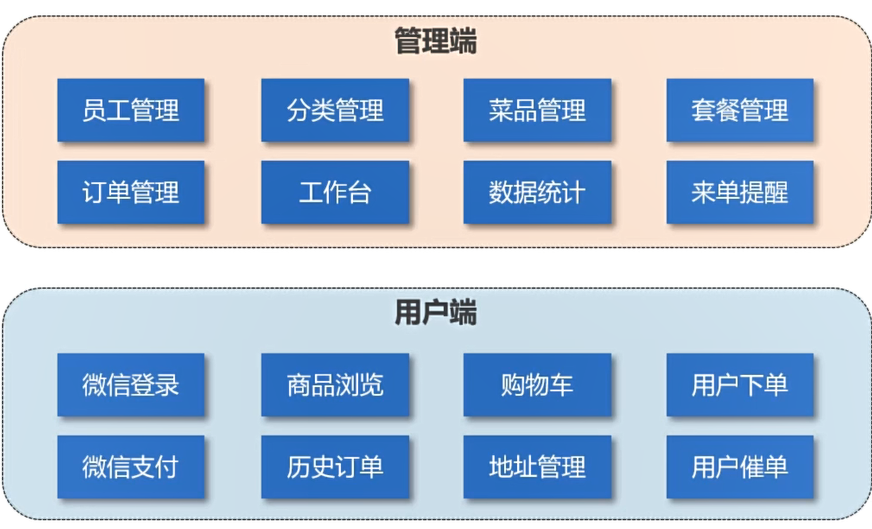 管理端
员工管理 分类管理 菜品管理 套餐管理
订单管理 工作台 数据统计 来单提醒
用户端
微信登录 商品浏览 购物车 用户下单
微信支付 历史订单 地址管理 用户催单